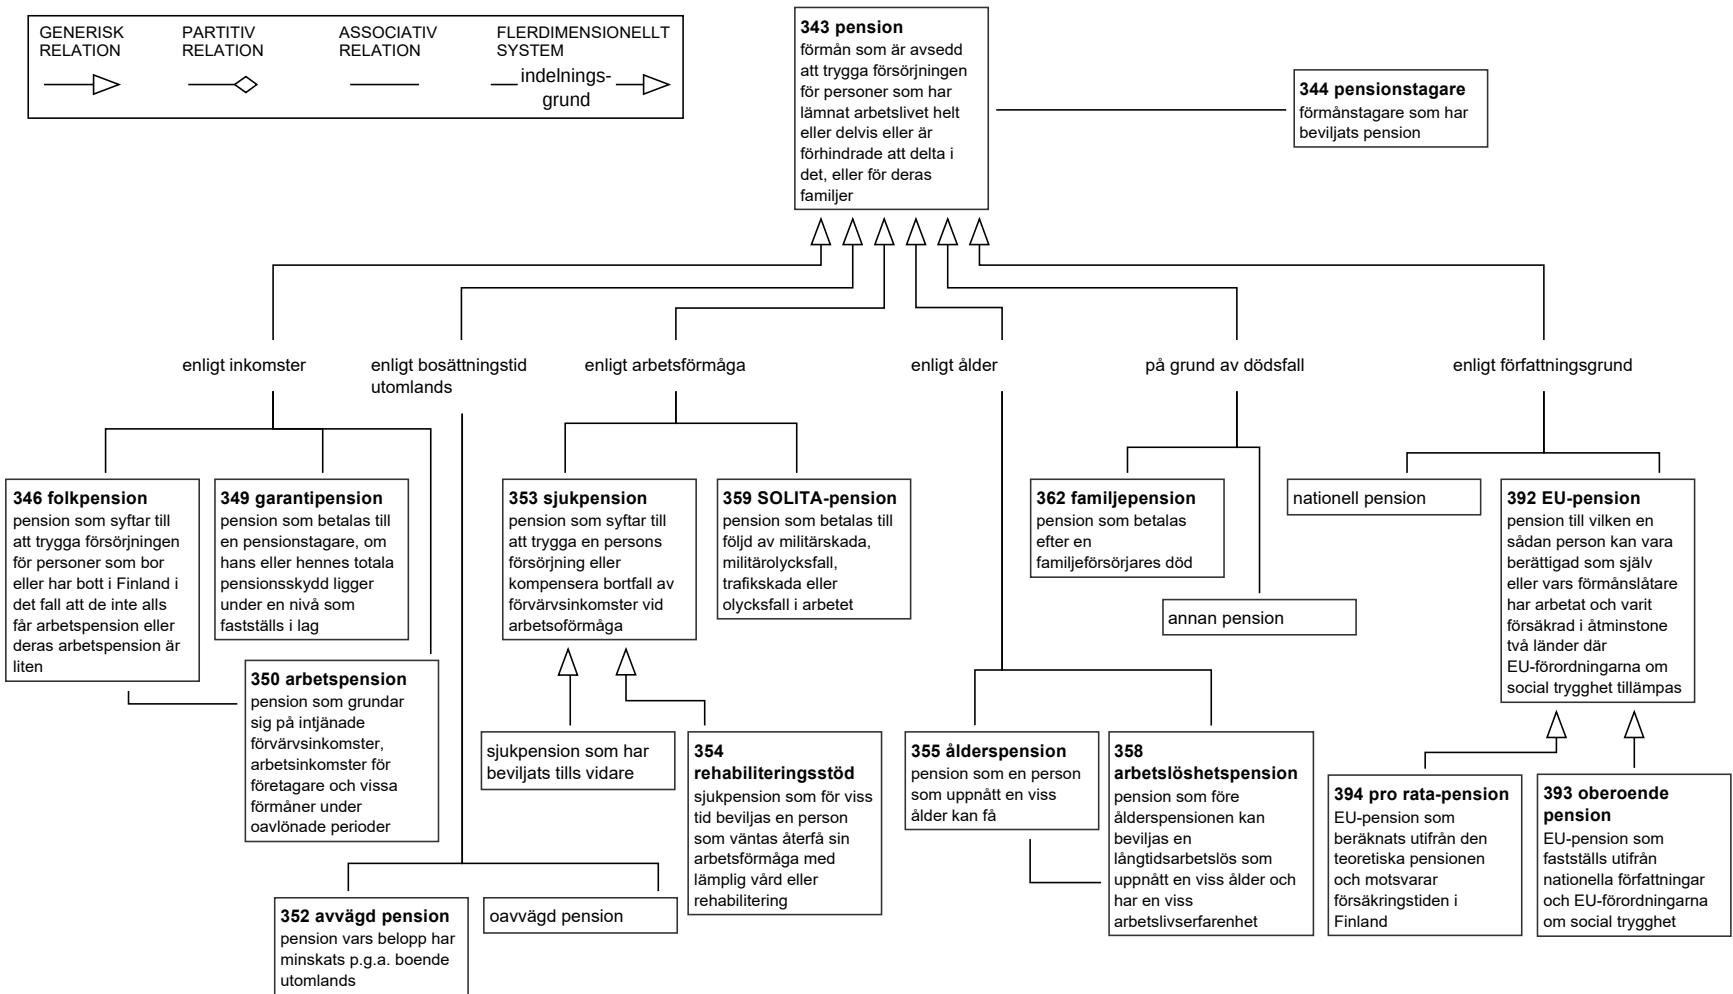 GENERISK
RELATION
PARTITIV
RELATION
ASSOCIATIV
RELATION
FLERDIMENSIONELLT
SYSTEM
indelnings-
grund
343 pension
förmån som är avsedd
att trygga försörjningen
för personer som har
lämnat arbetslivet helt
eller delvis eller är
förhindrade att delta i
det, eller för deras
familjer
344 pensionstagare
förmånstagare som har
beviljats pension
enligt inkomster
enligt bosättningstid
utomlands
enligt arbetsförmåga
enligt ålder
på grund av dödsfall
enligt författningsgrund
346 folkpension
pension som syftar till
att trygga försörjningen
för personer som bor
eller har bott i Finland i
det fall att de inte alls
får arbetspension eller
deras arbetspension är
liten
349 garantipension
pension som betalas till
en pensionstagare, om
hans eller hennes totala
pensionsskydd ligger
under en nivå som
fastställs i lag
350 arbetspension
pension som grundar
sig på intjänade
förvärvsinkomster,
arbetsinkomster för
företagare och vissa
förmåner under
oavlönade perioder
352 avvägd pension
pension vars belopp har
minskats p.g.a. boende
utomlands
oavvägd pension
353 sjukpension
pension som syftar till
att trygga en persons
försörjning eller
kompensera bortfall av
förvärvsinkomster vid
arbetsoförmåga
359 SOLITA-pension
pension som betalas till
följd av militärskada,
militärolycksfall,
trafikskada eller
olycksfall i arbetet
sjukpension som har
beviljats tills vidare
354
rehabiliteringsstöd
sjukpension som för viss
tid beviljas en person
som väntas återfå sin
arbetsförmåga med
lämplig vård eller
rehabilitering
355 ålderspension
pension som en person
som uppnått en viss
ålder kan få
358
arbetslöshetspension
pension som före
ålderspensionen kan
beviljas en
långtidsarbetslös som
uppnått en viss ålder och
har en viss
arbetslivserfarenhet
362 familjepension
pension som betalas
efter en
familjeförsörjares död
annan pension
nationell pension
392 EU-pension
pension till vilken en
sådan person kan vara
berättigad som själv
eller vars förmånslåtare
har arbetat och varit
försäkrad i åtminstone
två länder där
EU-förordningarna om
social trygghet tillämpas
394 pro rata-pension
EU-pension som
beräknats utifrån den
teoretiska pensionen
och motsvarar
försäkringstiden i
Finland
393 oberoende
pension
EU-pension som
fastställs utifrån
nationella författningar
och EU-förordningarna
om social trygghet